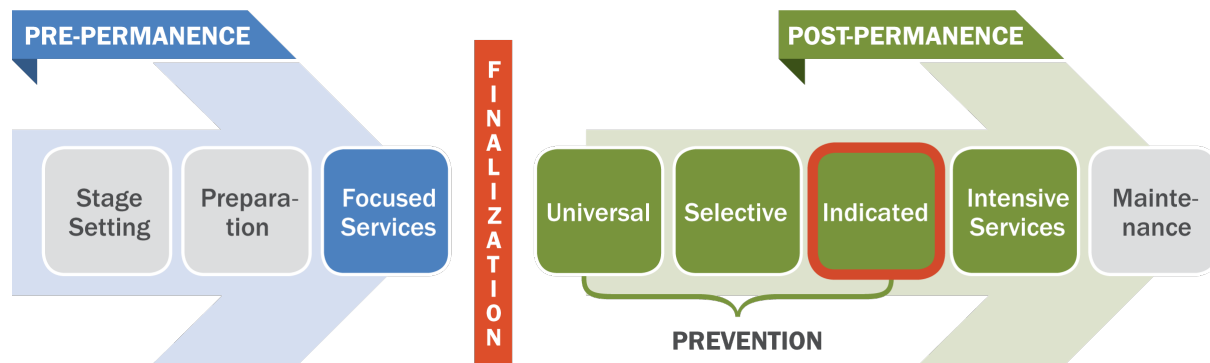 PRE-PERMANENCE
POST-PERMANENCE
FINALIZATION
Stage
Setting
Prepara-
tion
Focused
Services
Universal
Selective
Indicated
Intensive
Services
Mainte-
nance
PREVENTION